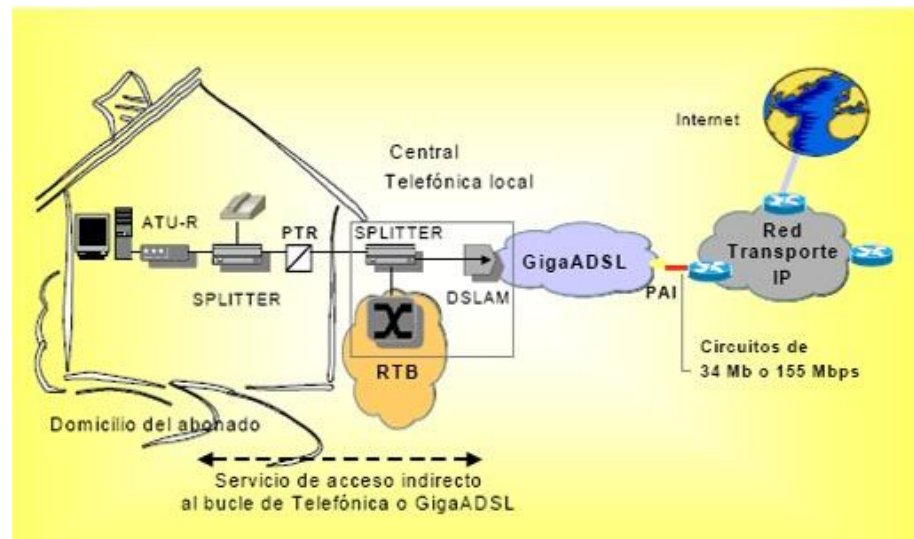 Internet
Central
Telefónica local
ATU-R
PTR
SPLITTER
Red
Transporte
IP
GigaADSL
SPLITTER
DSLAM
PAI
RTB
Circuitos de
34 Mb o 155 Mbps
Domicilio del abonado
Servicio de acceso indirecto
al bucle de Telefónica o GigaADSL